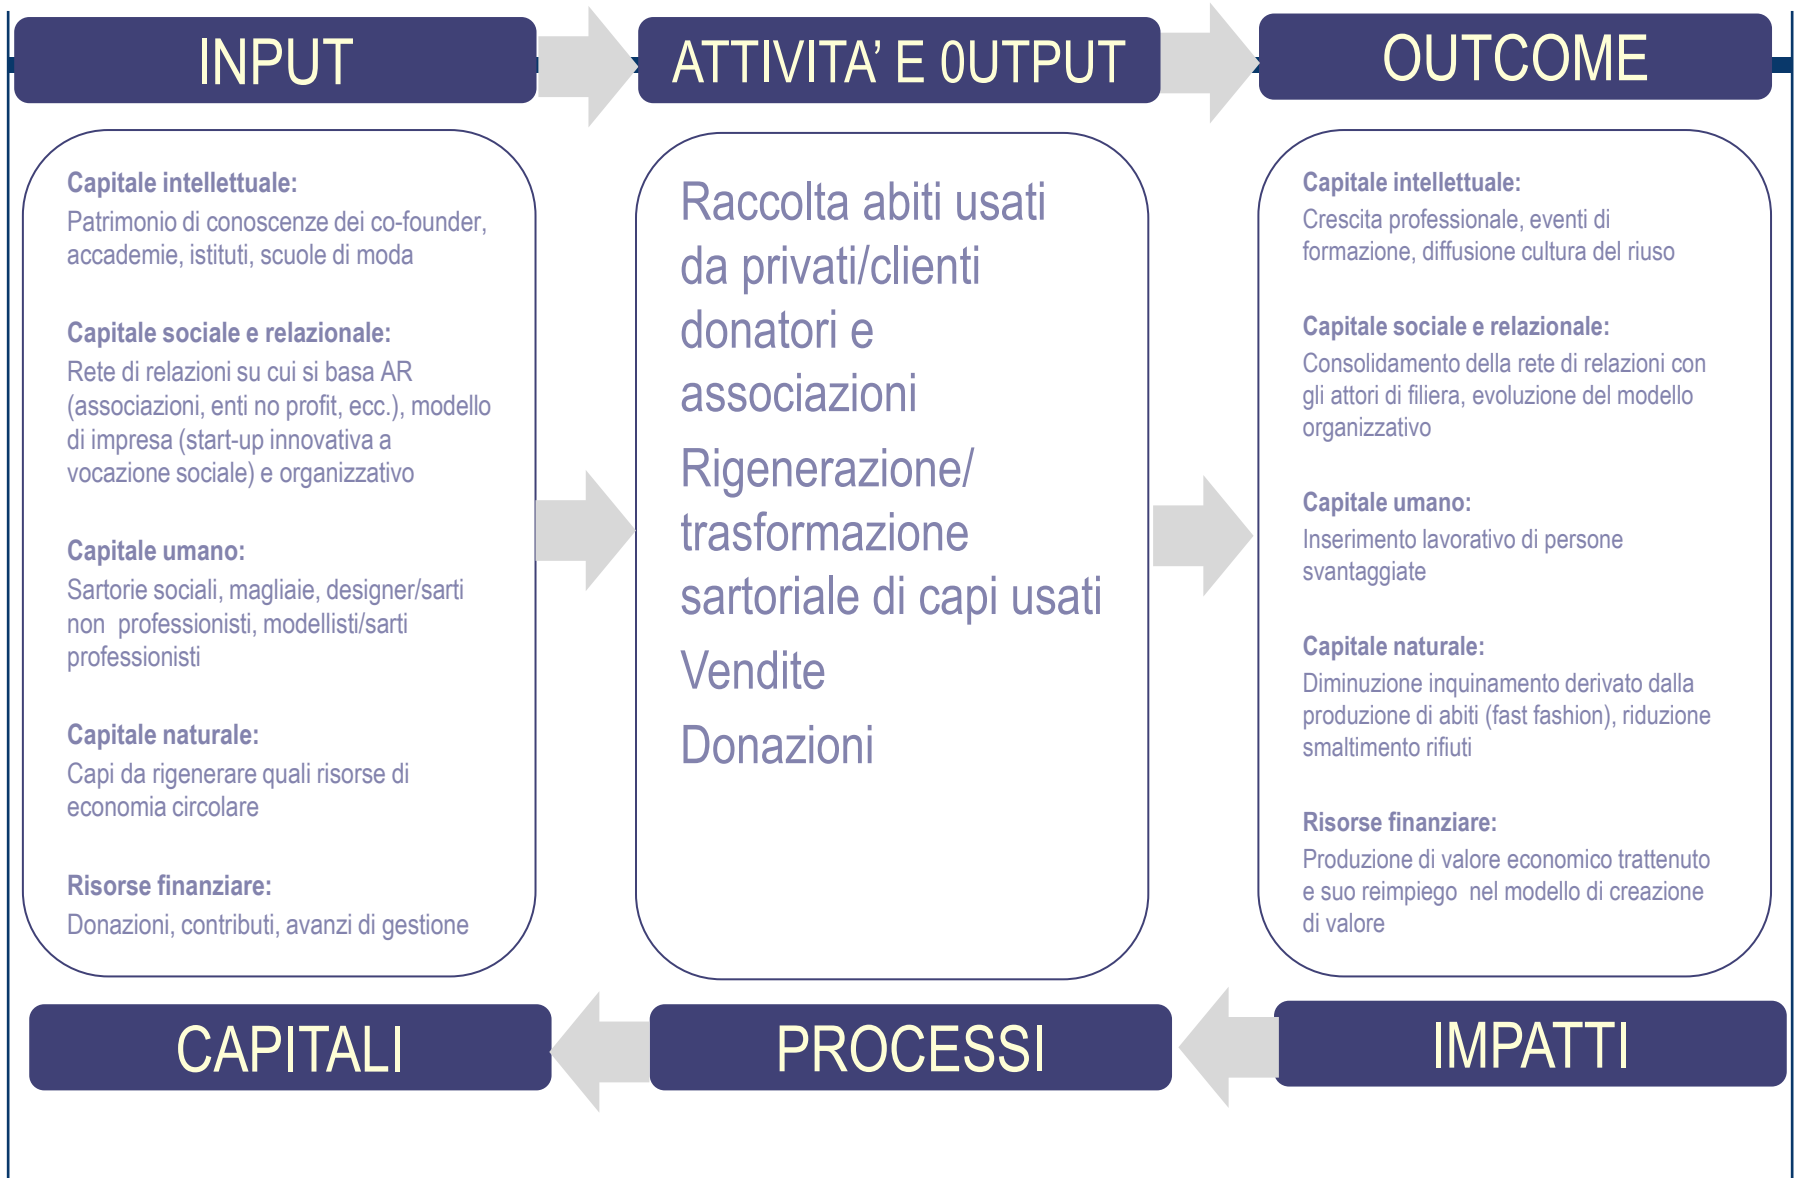 INPUT
ATTIVITA’ E 0UTPUT
OUTCOME
Capitale intellettuale:
Patrimonio di conoscenze dei co-founder,
accademie, istituti, scuole di moda
Capitale sociale e relazionale:
Rete di relazioni su cui si basa AR
(associazioni, enti no profit, ecc.), modello
di impresa (start-up innovativa a
vocazione sociale) e organizzativo
Capitale umano:
Sartorie sociali, magliaie, designer/sarti
non  professionisti, modellisti/sarti
professionisti
Capitale naturale:
Capi da rigenerare quali risorse di
economia circolare
Risorse finanziare:
Donazioni, contributi, avanzi di gestione
Raccolta abiti usati
da privati/clienti
donatori e
associazioni
Rigenerazione/
trasformazione
sartoriale di capi usati
Vendite
Donazioni
Capitale intellettuale:
Crescita professionale, eventi di
formazione, diffusione cultura del riuso
Capitale sociale e relazionale:
Consolidamento della rete di relazioni con
gli attori di filiera, evoluzione del modello
organizzativo
Capitale umano:
Inserimento lavorativo di persone
svantaggiate
Capitale naturale:
Diminuzione inquinamento derivato dalla
produzione di abiti (fast fashion), riduzione
smaltimento rifiuti
Risorse finanziare:
Produzione di valore economico trattenuto
e suo reimpiego  nel modello di creazione
di valore
CAPITALI
PROCESSI
IMPATTI